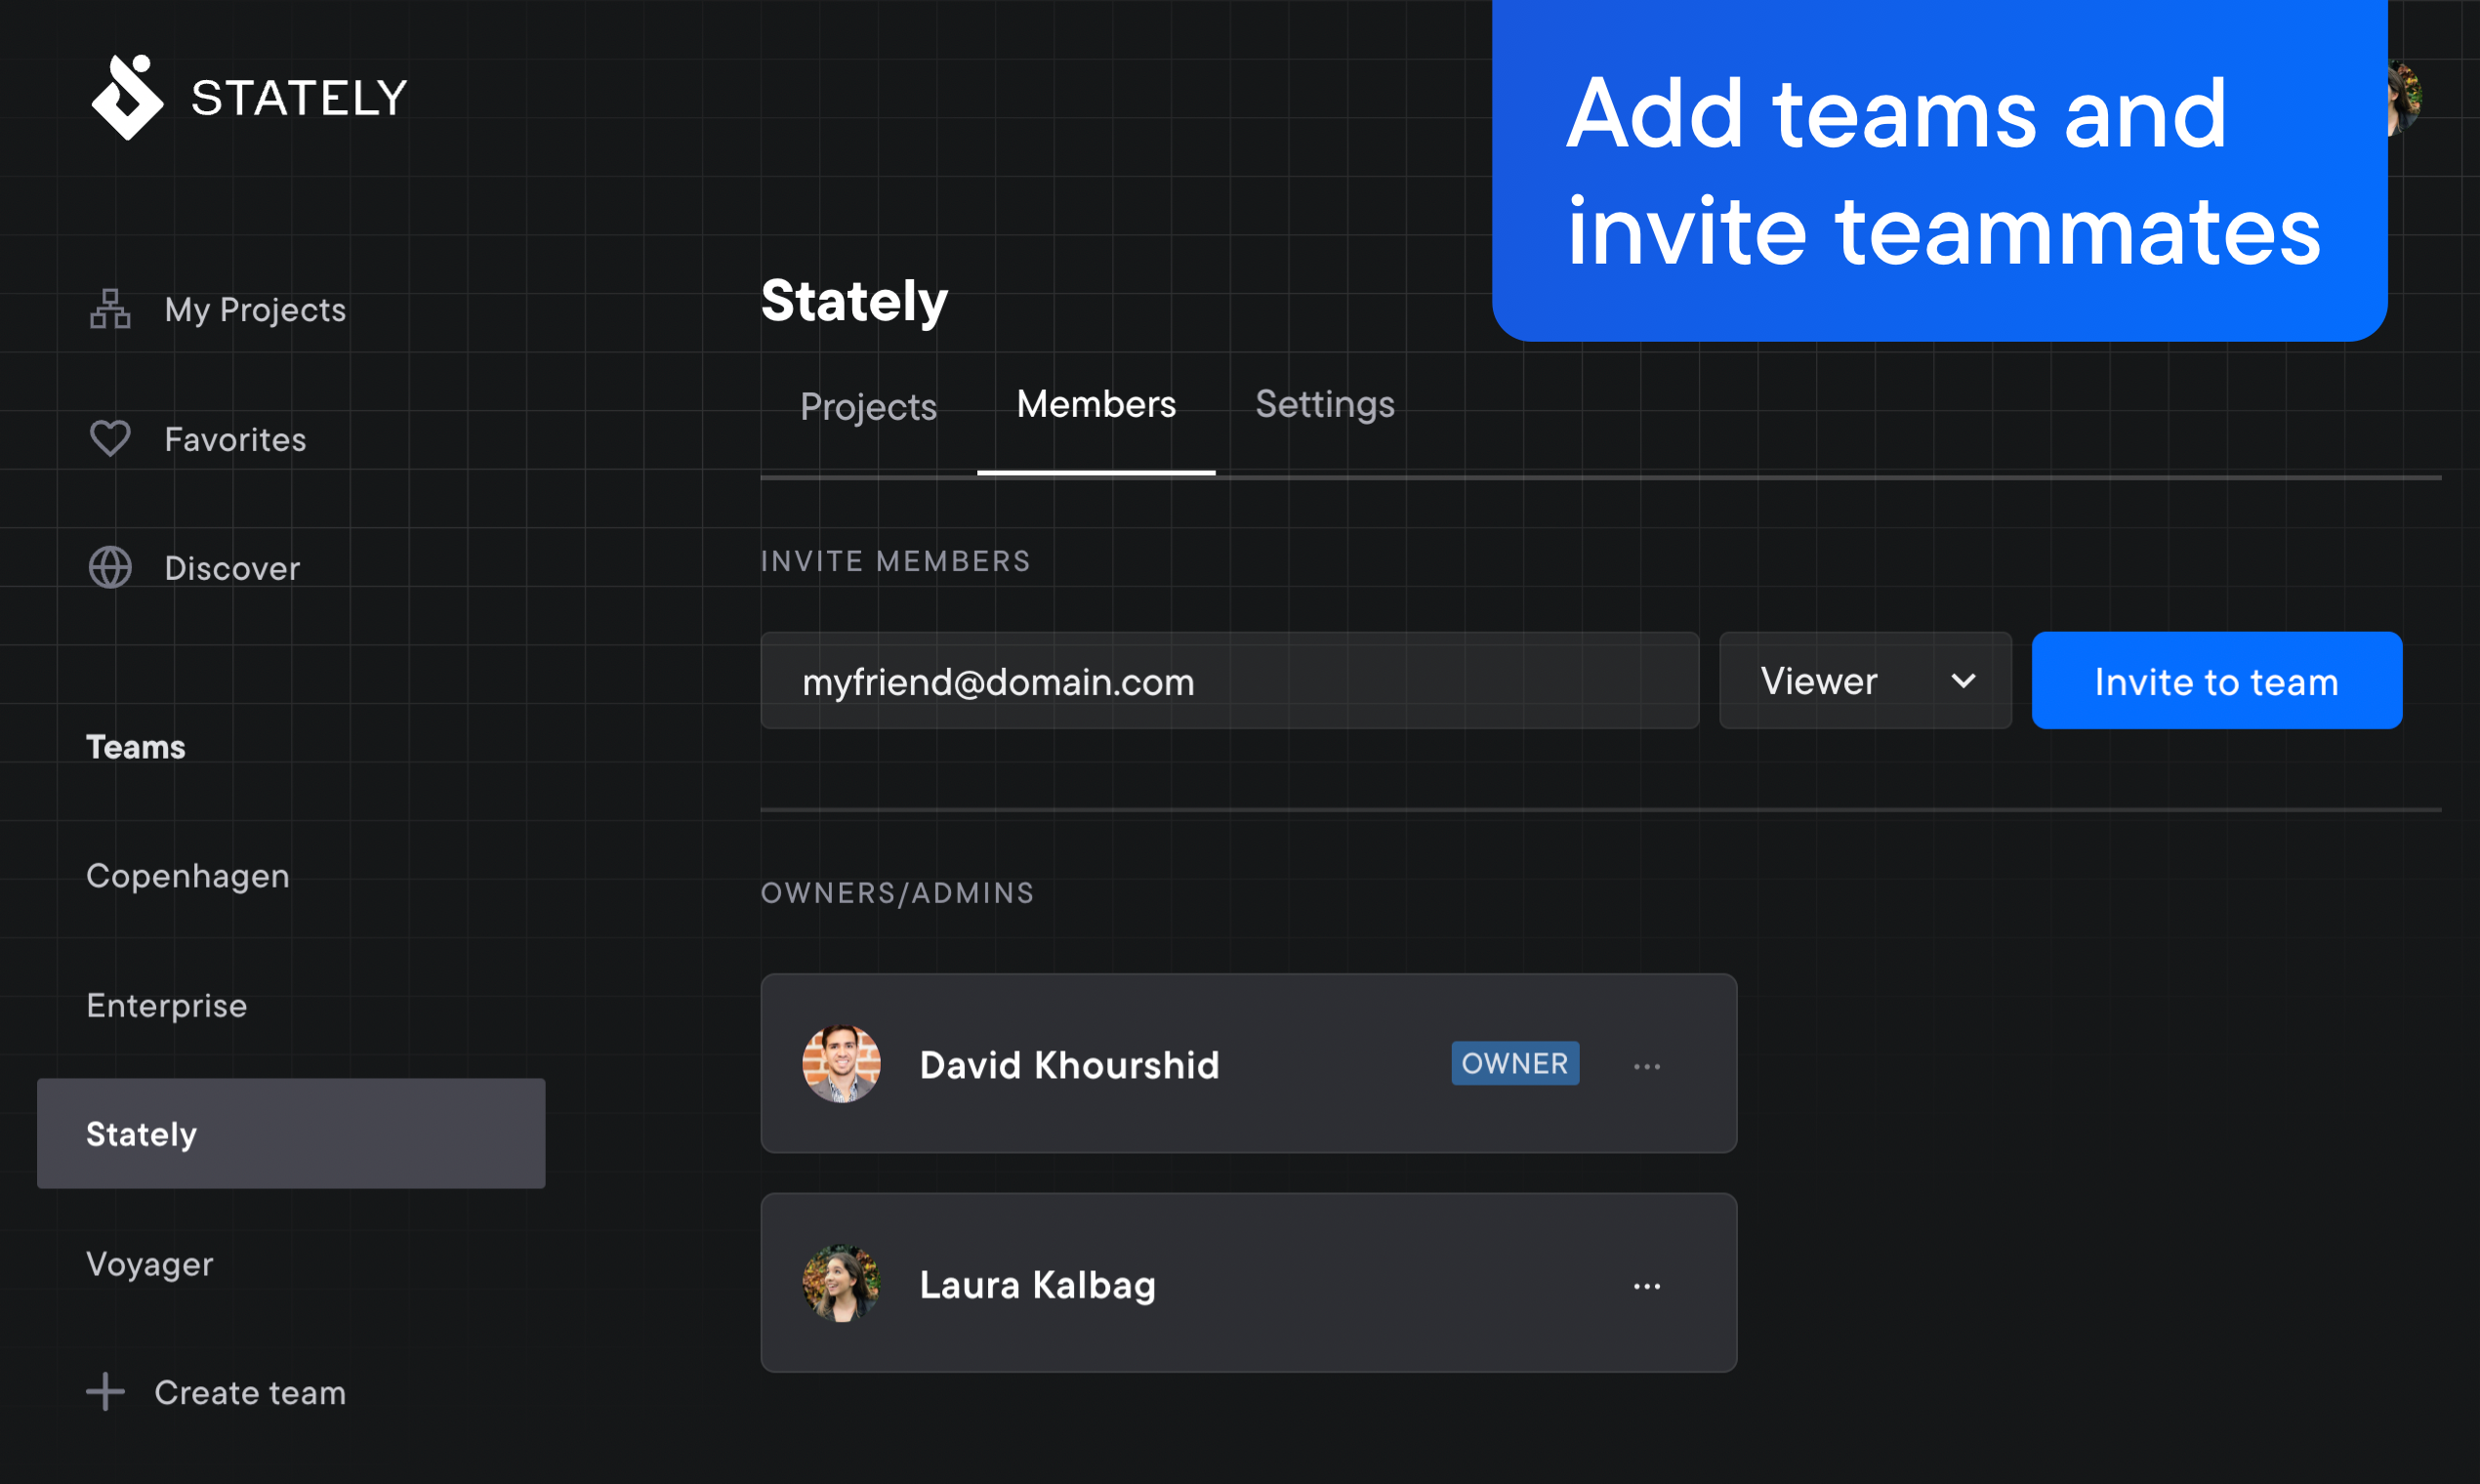 STATELY
Add teams and
invite teammates
My Projects
Favorites
Discover
Teams
Copenhagen
Enterprise
Stately
Voyager
Create team
Stately
Projects Members Settings
INVITE MEMBERS
myfriend@domain.com Viewer Invite to team
OWNERS/ADMINS
David Khourshid OWNER ...
Laura Kalbag ...